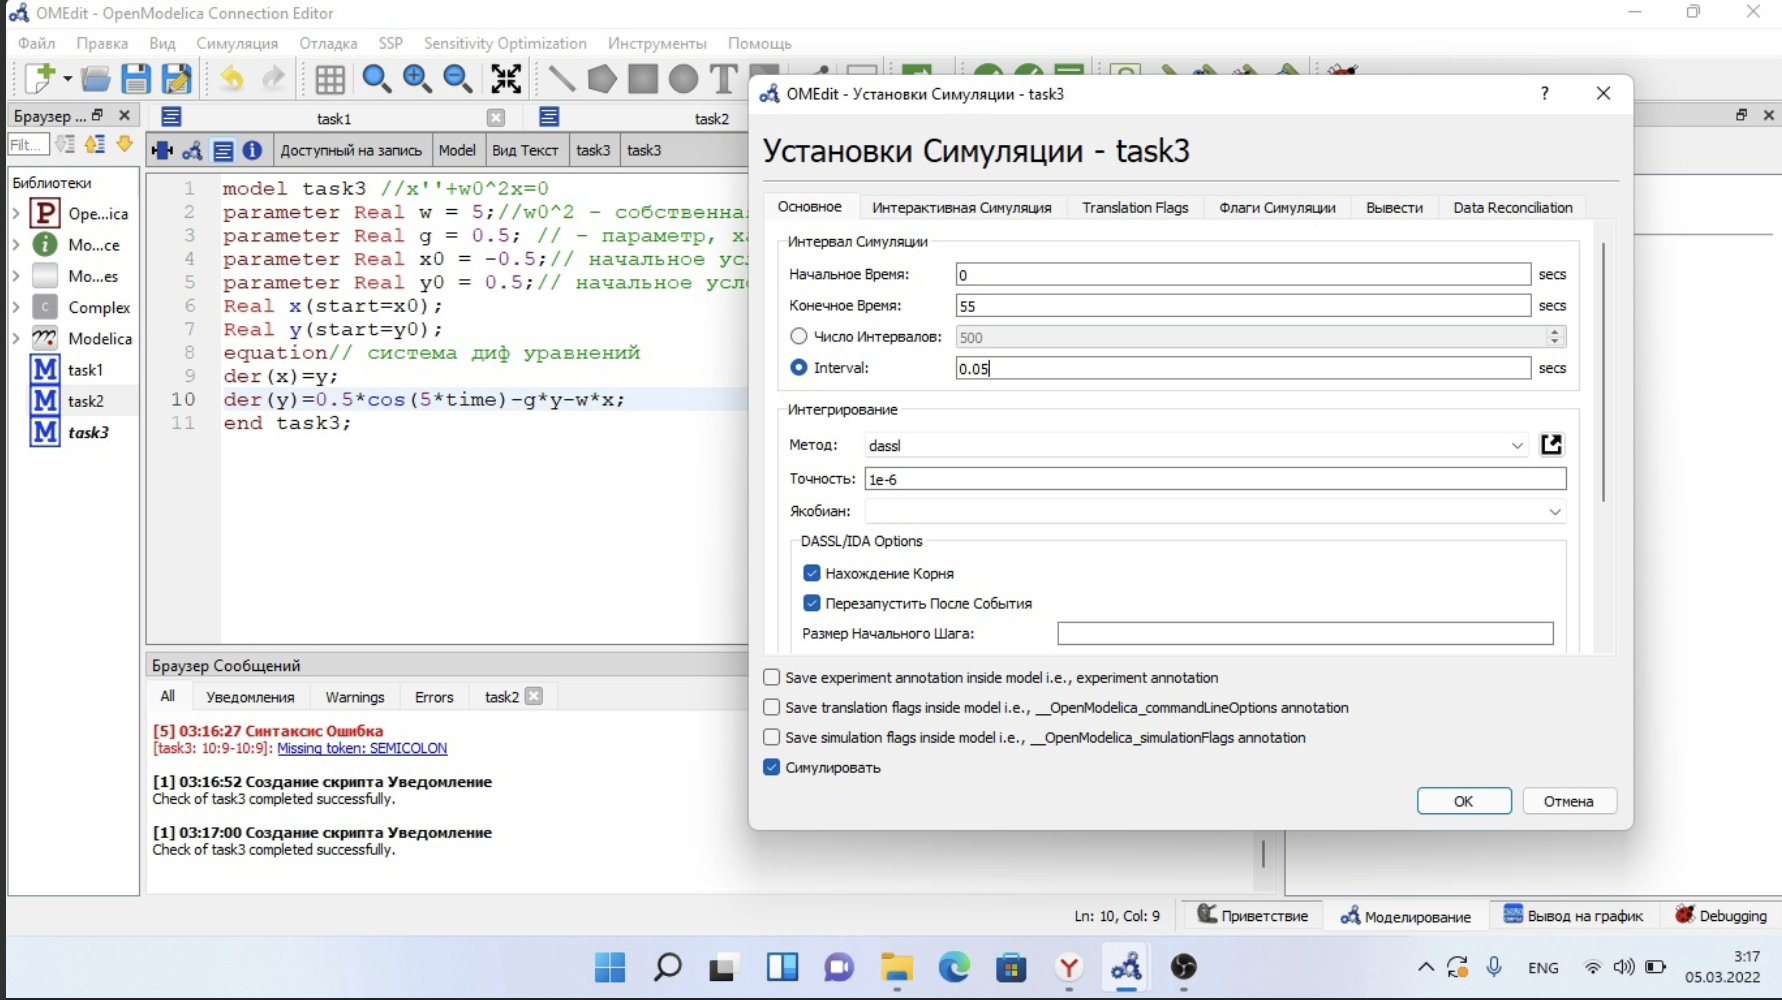 OMEdit - OpenModelica Connection Editor
Файл Правка Вид Симуляция Отладка SSP Sensitivity Optimization Инструменты Помощь
Браузер ...
task1
task2
Filt...
Доступный на запись Model Вид Текст task3 task3
Библиотеки
Ope...ica
Mo...ce
Mo...es
Complex
Modelica
task1
task2
task3
1 model task3 //x''+w0^2x=0
2 parameter Real w = 5;//w0^2 - собственная
3 parameter Real g = 0.5; // - параметр,
4 parameter Real x0 = -0.5;// начальное
5 parameter Real y0 = 0.5;// начальное
6 Real x(start=x0);
7 Real y(start=y0);
8 equation// система диф уравнений
9 der(x)=y;
10 der(y)=0.5*cos(5*time)-g*y-w*x;
11 end task3;
OMEdit - Установки Симуляции - task3
Установки Симуляции - task3
Основное Интерактивная Симуляция Translation Flags Флаги Симуляции Вывести Data Reconciliation
Интервал Симуляции
Начальное Время: 0 secs
Конечное Время: 55 secs
Число Интервалов: 500
Interval: 0.05 secs
Интегрирование
Метод: dassl
Точность: 1e-6
Якобиан:
DASSL/IDA Options
Нахождение Корня
Перезапустить После События
Размер Начального Шага:
Save experiment annotation inside model i.e., experiment annotation
Save translation flags inside model i.e., __OpenModelica_commandLineOptions annotation
Save simulation flags inside model i.e., __OpenModelica_simulationFlags annotation
Симулировать
OK Отмена
Браузер Сообщений
All Уведомления Warnings Errors task2
[5] 03:16:27 Синтаксис Ошибка
[task3: 10:9-10:9]: Missing token: SEMICOLON
[1] 03:16:52 Создание скрипта Уведомление
Check of task3 completed successfully.
[1] 03:17:00 Создание скрипта Уведомление
Check of task3 completed successfully.
Ln: 10, Col: 9 Приветствие Моделирование Вывод на график Debugging
ENG
3:17
05.03.2022